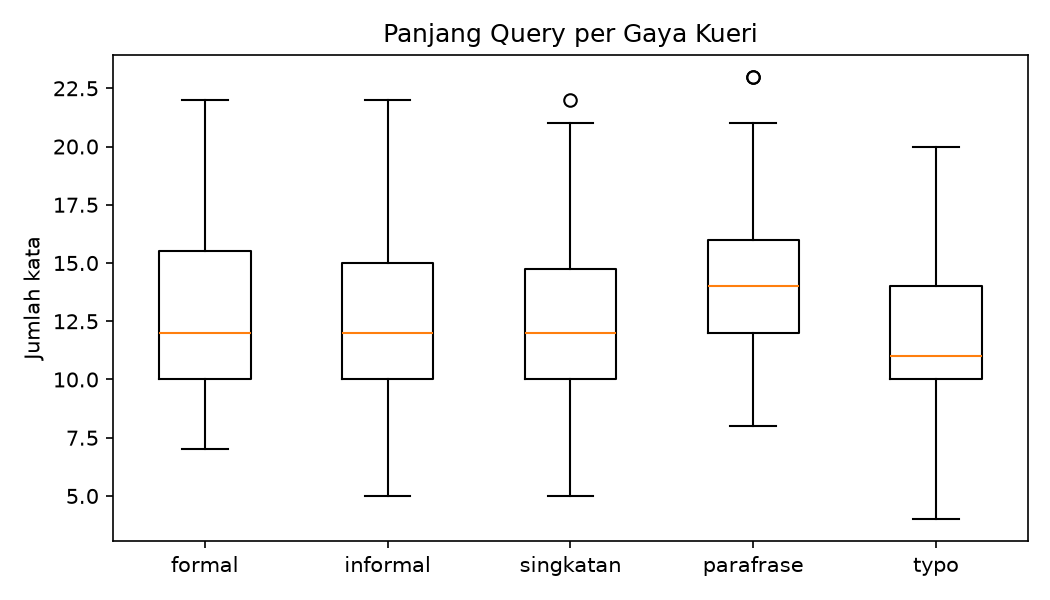 Panjang Query per Gaya Kueri
Jumlah kata
22.5
20.0
17.5
15.0
12.5
10.0
7.5
5.0
formal informal singkatan parafrase typo